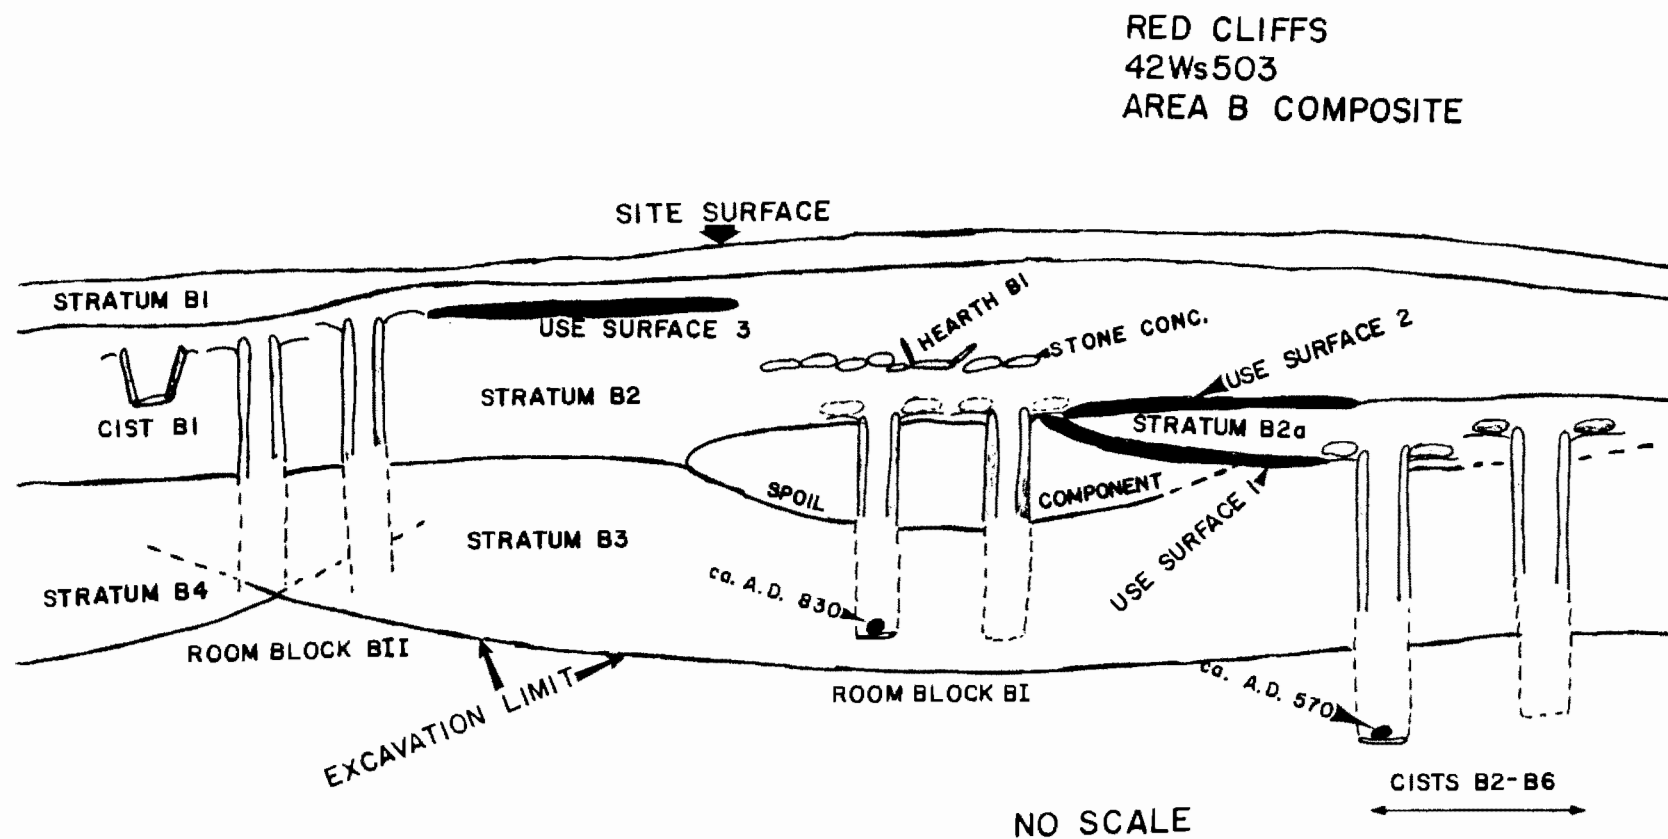 RED CLIFFS
42Ws503
AREA B COMPOSITE
SITE SURFACE
STRATUM B1
USE SURFACE 3
HEARTH B1
STONE CONC.
USE SURFACE 2
STRATUM B2
CIST B1
STRATUM B2a
SPOIL
COMPONENT
USE SURFACE 1
STRATUM B3
STRATUM B4
ca. A.D. 830
ROOM BLOCK BII
EXCAVATION LIMIT
ROOM BLOCK BI
ca. A.D. 570
CISTS B2-B6
NO SCALE